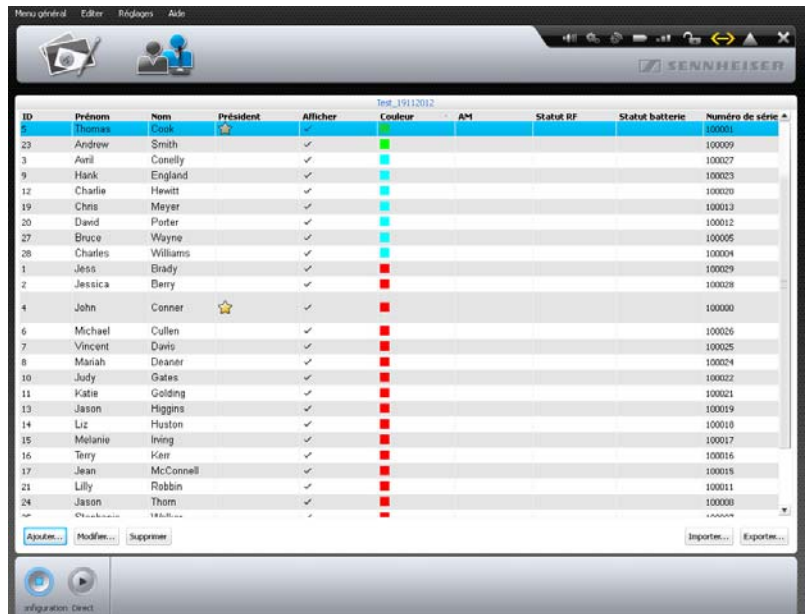 Menu général Editer Réglages Aide
SENNHEISER
Test_19112012
ID Prénom Nom Président Afficher Couleur AM Statut RF Statut batterie Numéro de série
5 Thomas Cook 100001
23 Andrew Smith 100009
3 Avril Conelly 100027
9 Hank England 100023
12 Charlie Hewitt 100020
19 Chris Meyer 100013
20 David Porter 100012
27 Bruce Wayne 100005
28 Charles Williams 100004
1 Jess Brady 100029
2 Jessica Berry 100028
4 John Conner 100000
6 Michael Cullen 100026
7 Vincent Davis 100025
8 Mariah Deaner 100024
10 Judy Gates 100022
11 Katie Golding 100021
13 Jason Higgins 100019
14 Liz Huston 100018
15 Melanie Irving 100017
16 Terry Kerr 100016
17 Jean McConnell 100015
21 Lilly Robbin 100011
24 Jason Thorn 100008
Ajouter... Modifier... Supprimer Importer... Exporter...
onfiguration Direct